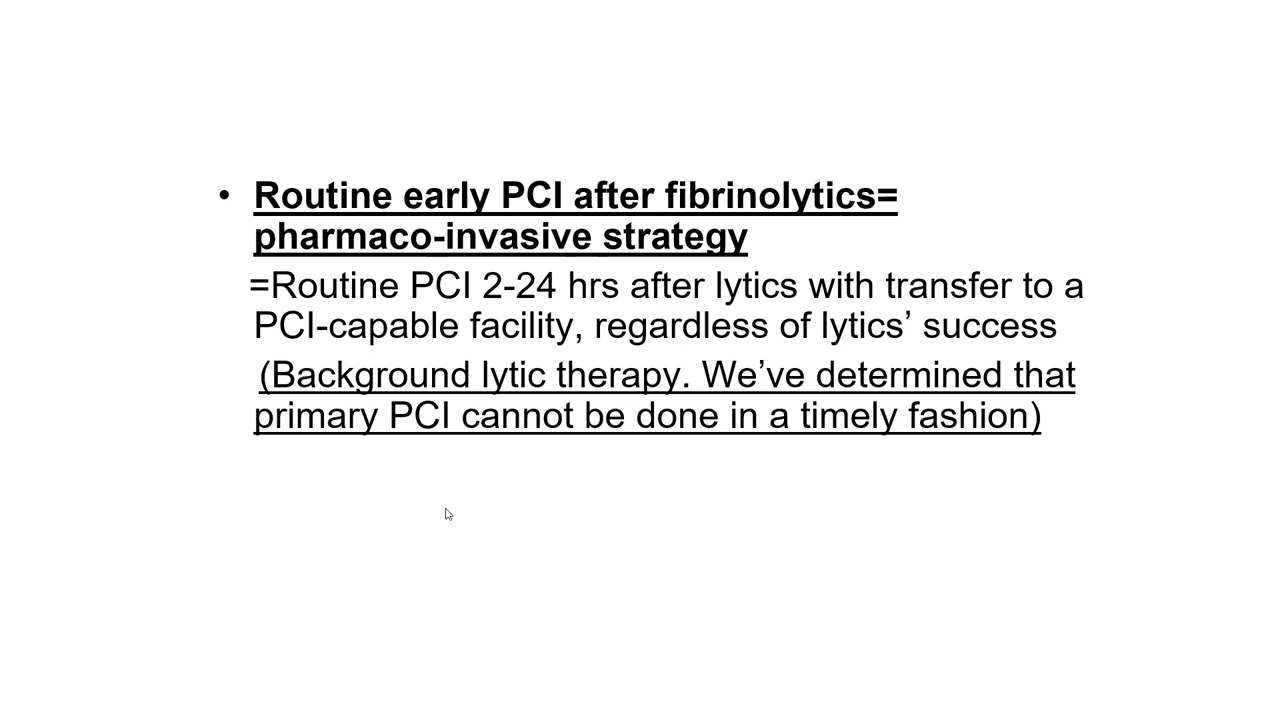 • Routine early PCI after fibrinolytics=
pharmaco-invasive strategy
=Routine PCI 2-24 hrs after lytics with transfer to a
PCI-capable facility, regardless of lytics’ success
(Background lytic therapy. We’ve determined that
primary PCI cannot be done in a timely fashion)